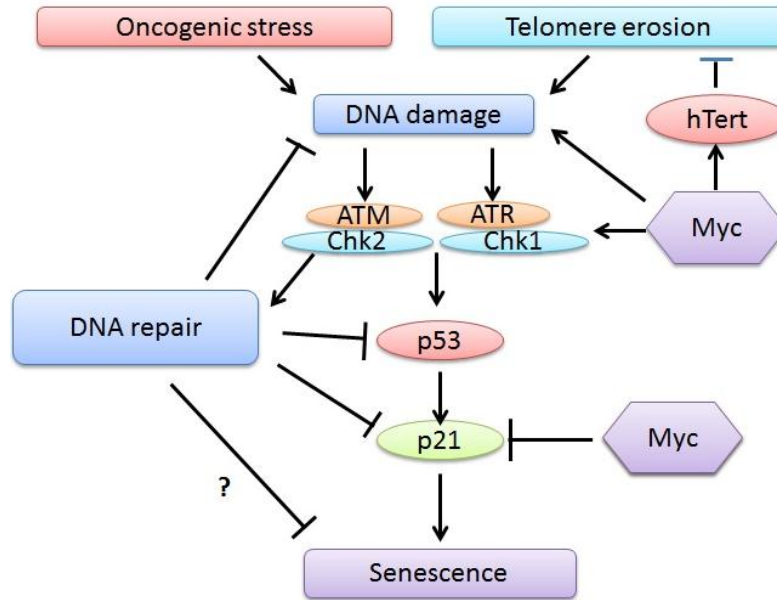 Oncogenic stress
Telomere erosion
DNA damage
hTert
ATM
ATR
Chk2
Chk1
Myc
DNA repair
p53
p21
Myc
?
Senescence